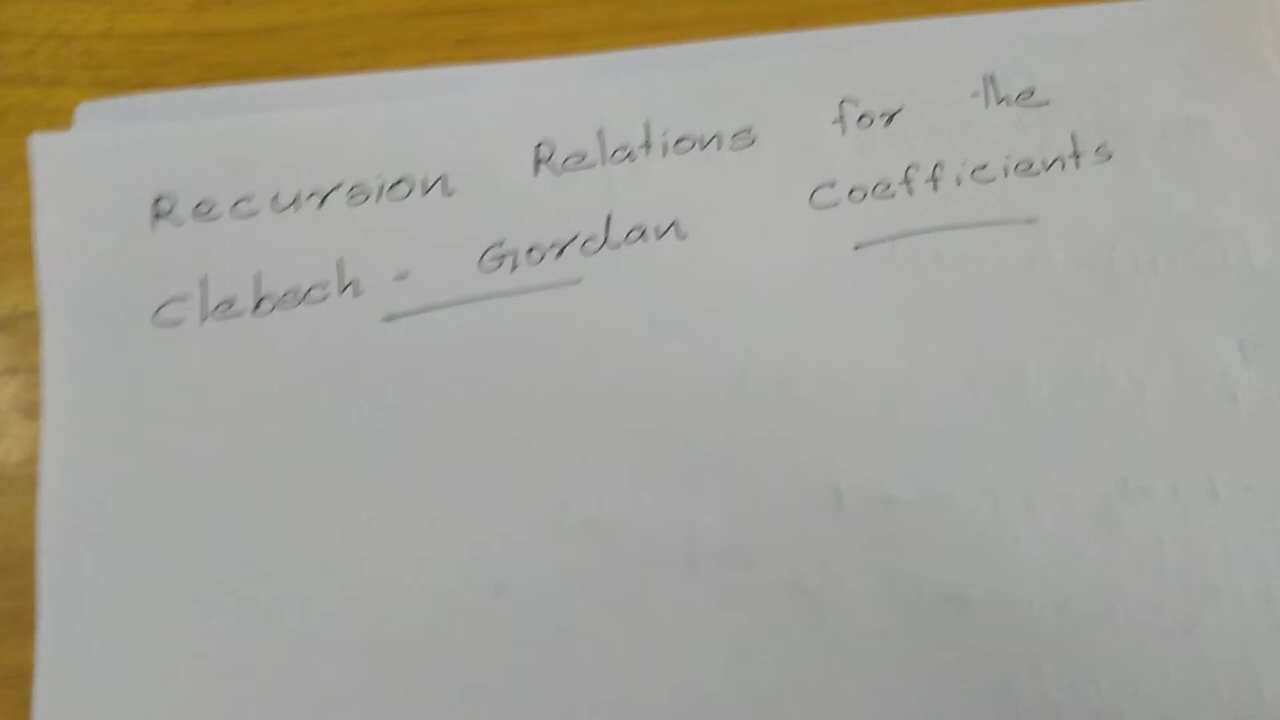 Recursion Relations for the
Clebsch - Gordan Coefficients